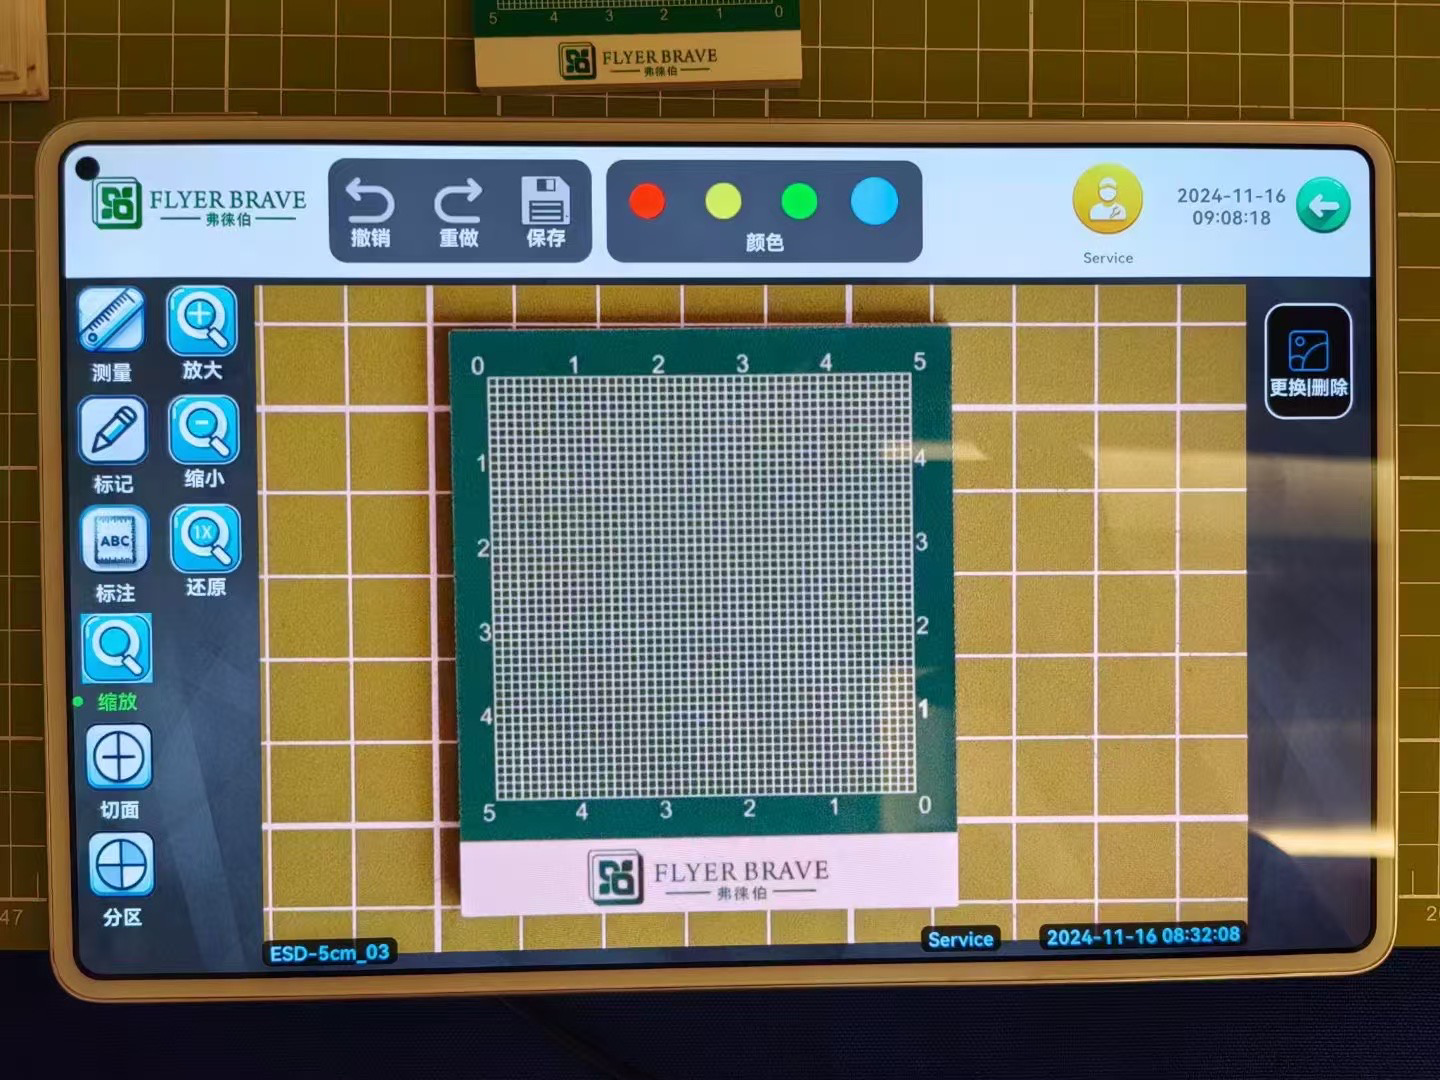 5 4 3 2 1 0
FLYER BRAVE
弗徕伯
FLYER BRAVE
弗徕伯
撤销
重做
保存
颜色
Service
2024-11-16
09:08:18
测量
放大
标记
缩小
ABC
标注
1X
还原
缩放
切面
分区
更换|删除
0 1 2 3 4 5
1
4
2
3
3
2
4
1
5 4 3 2 1 0
FLYER BRAVE
弗徕伯
ESD-5cm_03
Service
2024-11-16 08:32:08
47